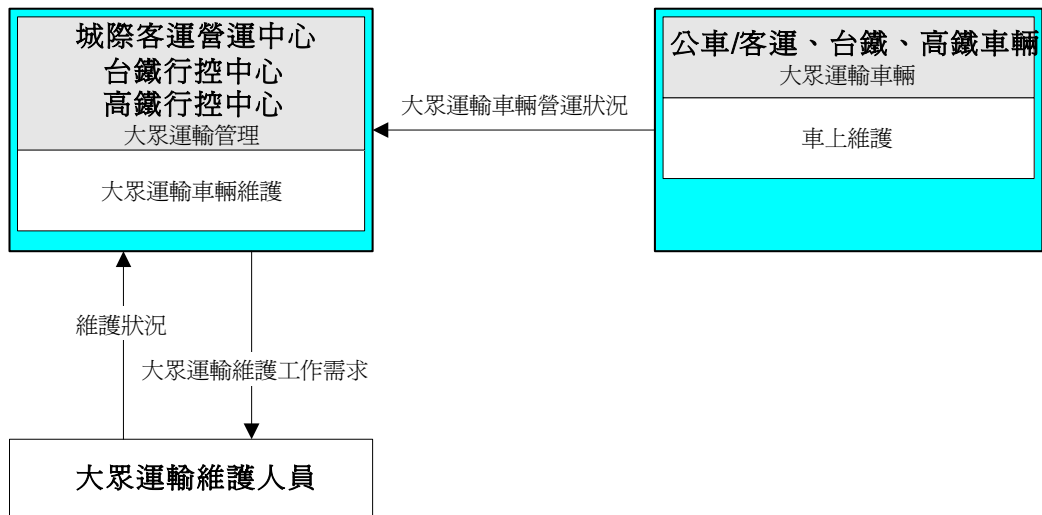 城際客運營運中心
台鐵行控中心
高鐵行控中心
大眾運輸管理
大眾運輸車輛維護
大眾運輸車輛營運狀況
公車/客運、台鐵、高鐵車輛
大眾運輸車輛
車上維護
維護狀況
大眾運輸維護工作需求
大眾運輸維護人員